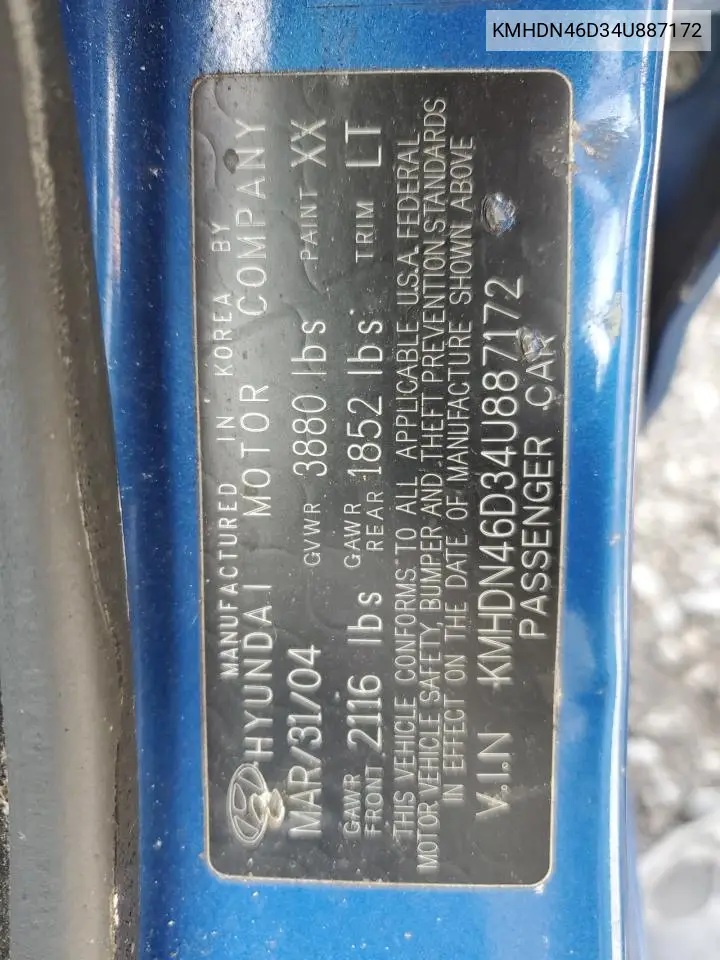 KMHDN46D34U887172
MANUFACTURED IN KOREA BY
HYUNDAI MOTOR COMPANY
MAR/31/04 GVWR 3880 lbs PAINT XX
GAWR FRONT 2116 lbs GAWR REAR 1852 lbs TRIM LT
THIS VEHICLE CONFORMS TO ALL APPLICABLE U.S.A. FEDERAL
MOTOR VEHICLE SAFETY, BUMPER AND THEFT PREVENTION STANDARDS
IN EFFECT ON THE DATE OF MANUFACTURE SHOWN ABOVE
V.I.N KMHDN46D34U887172
PASSENGER CAR